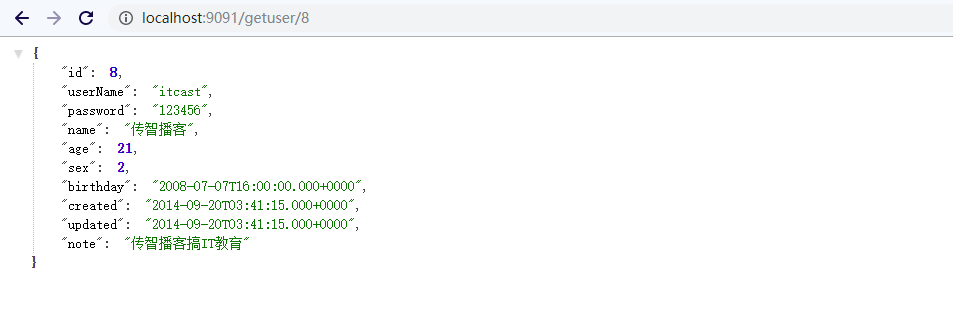 localhost:9091/getuser/8
{
"id": 8,
"userName": "itcast",
"password": "123456",
"name": "传智播客",
"age": 21,
"sex": 2,
"birthday": "2008-07-07T16:00:00.000+0000",
"created": "2014-09-20T03:41:15.000+0000",
"updated": "2014-09-20T03:41:15.000+0000",
"note": "传智播客搞IT教育"
}